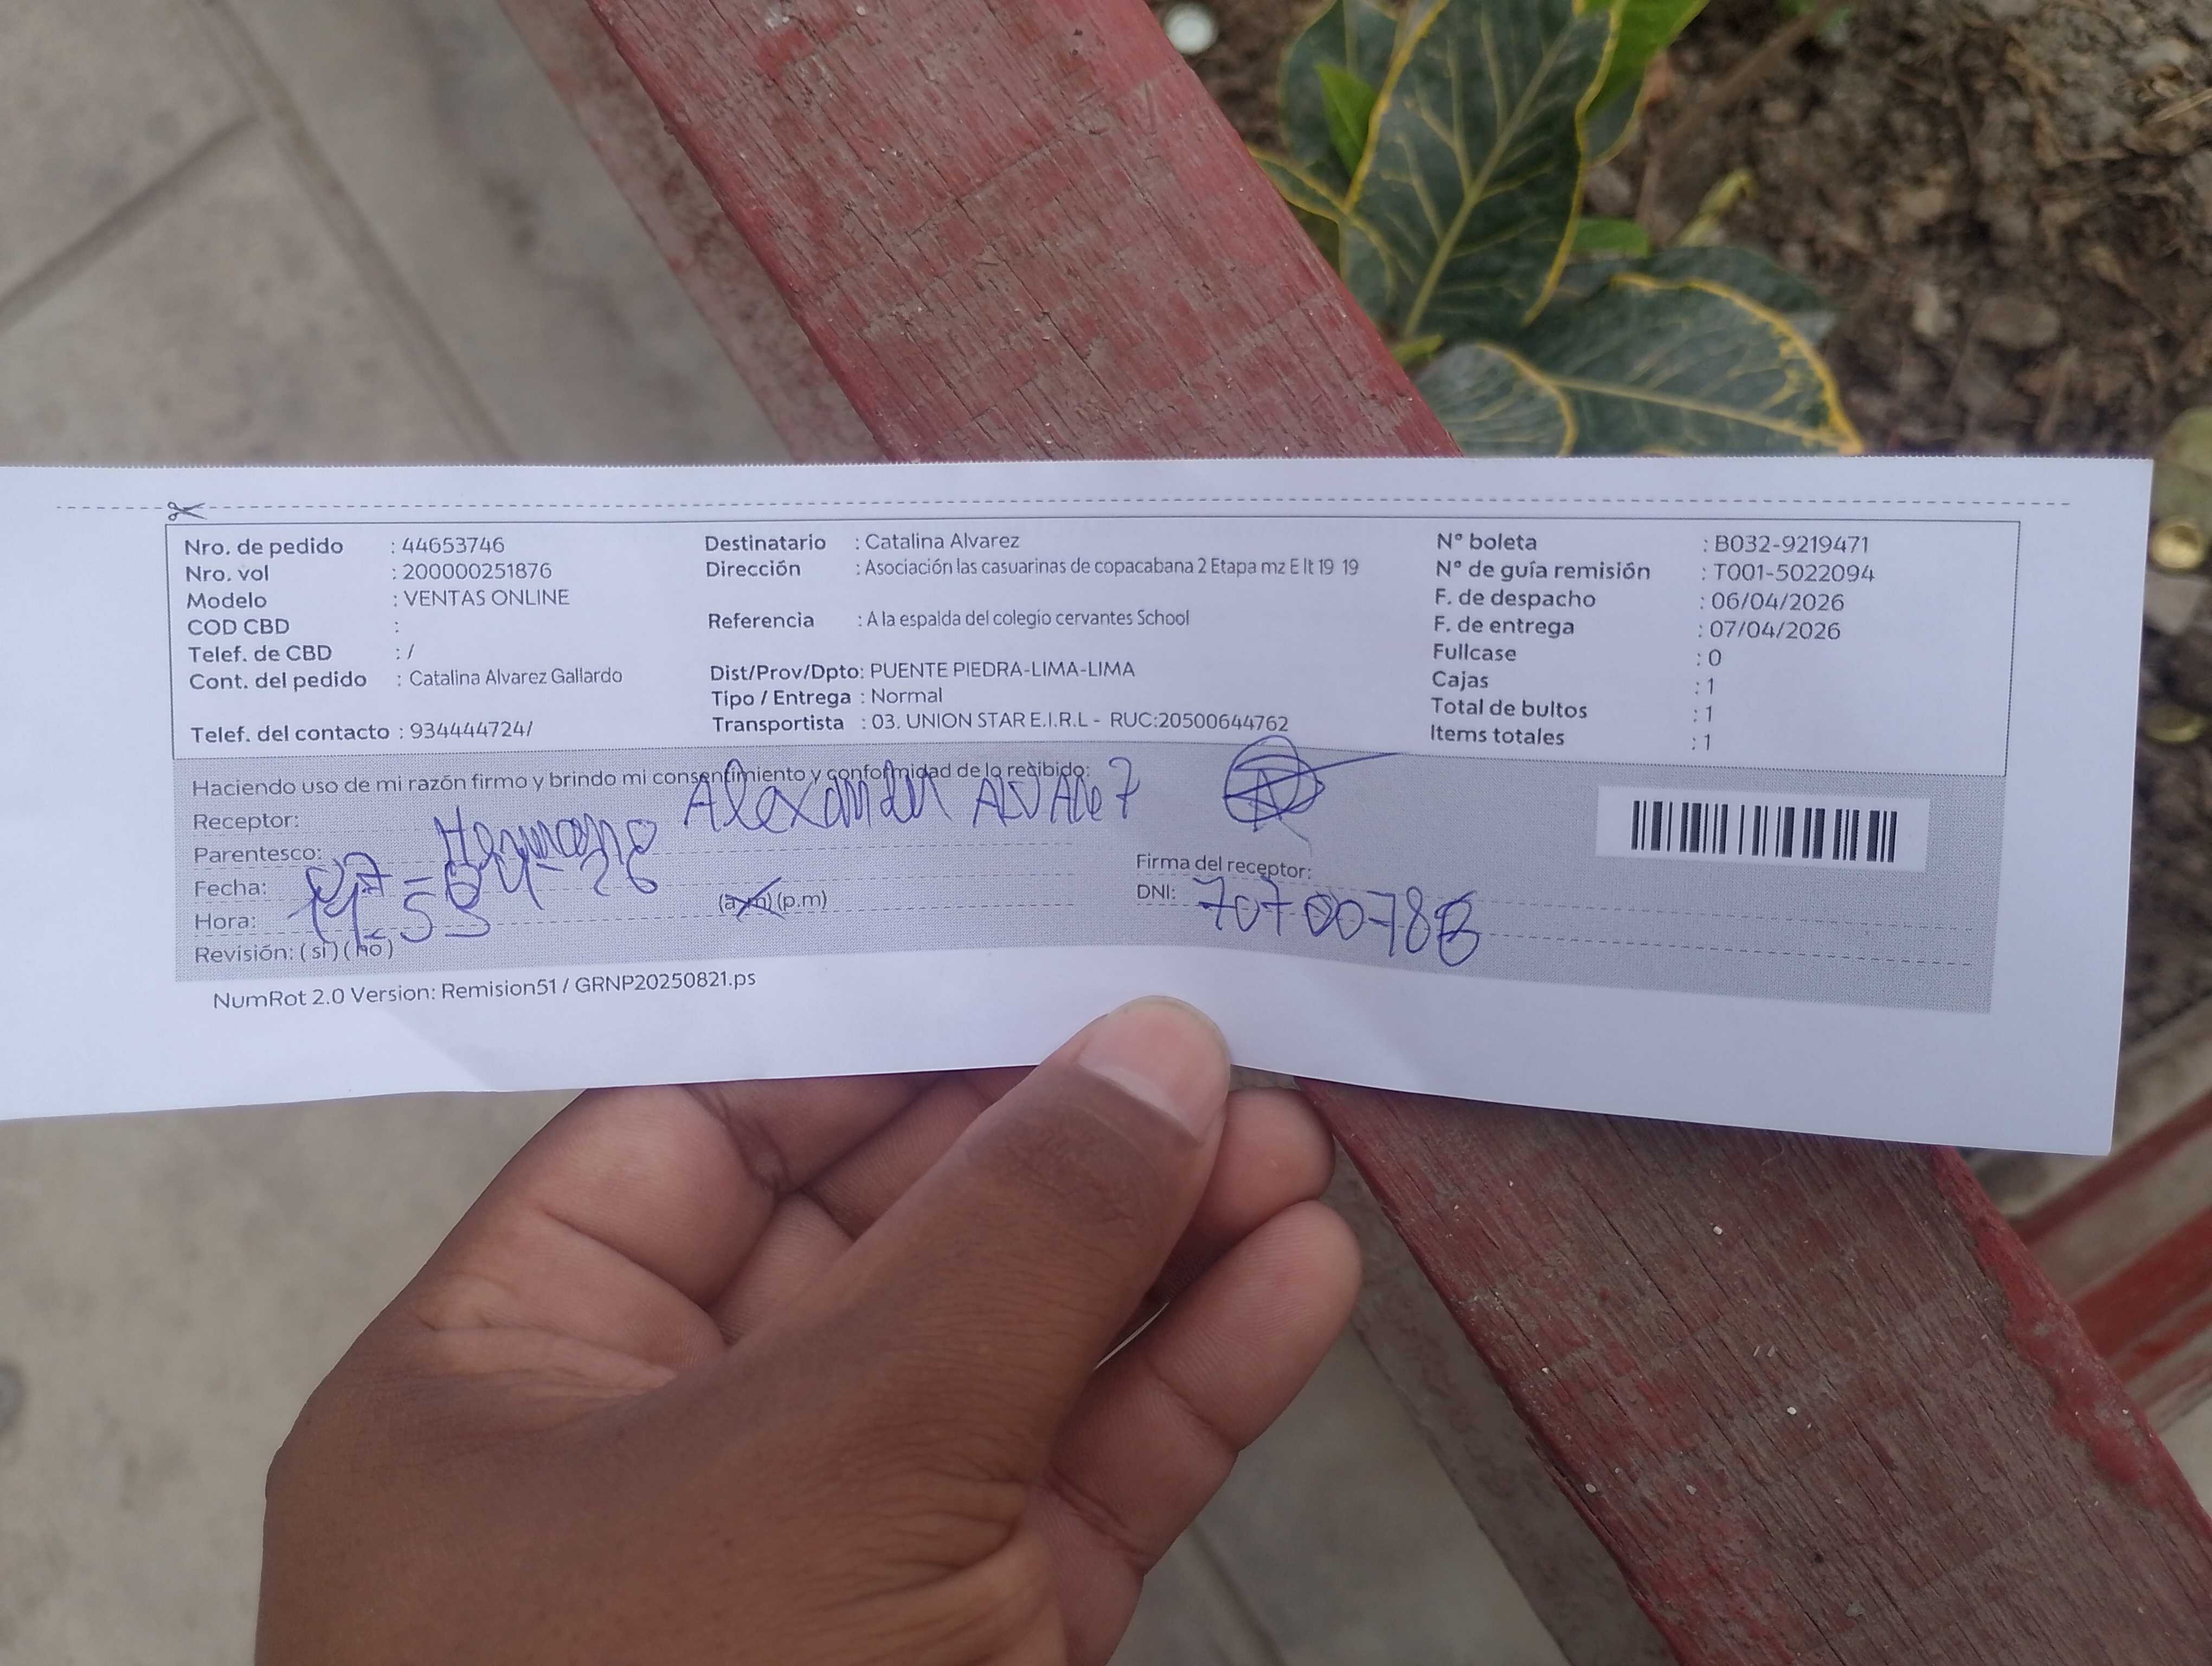 Nro. de pedido : 44653746
Nro. vol : 200000251876
Modelo : VENTAS ONLINE
COD CBD :
Telef. de CBD : /
Cont. del pedido : Catalina Alvarez Gallardo
Telef. del contacto : 934444724/
Destinatario : Catalina Alvarez
Dirección : Asociación las casuarinas de copacabana 2 Etapa mz E lt 19 19
Referencia : A la espalda del colegio cervantes School
Dist/Prov/Dpto: PUENTE PIEDRA-LIMA-LIMA
Tipo / Entrega : Normal
Transportista : 03. UNION STAR E.I.R.L - RUC:20500644762
N° boleta : B032-9219471
N° de guía remisión : T001-5022094
F. de despacho : 06/04/2026
F. de entrega : 07/04/2026
Fullcase : 0
Cajas : 1
Total de bultos : 1
Items totales : 1
Haciendo uso de mi razón firmo y brindo mi consentimiento y conformidad de lo recibido:
Receptor: Alexander
Parentesco: Hermano
Fecha: 04-26
Hora: 53 (a.m) (p.m)
Revisión: (si) (no)
Firma del receptor:
DNI:
NumRot 2.0 Version: Remision51 / GRNP20250821.ps